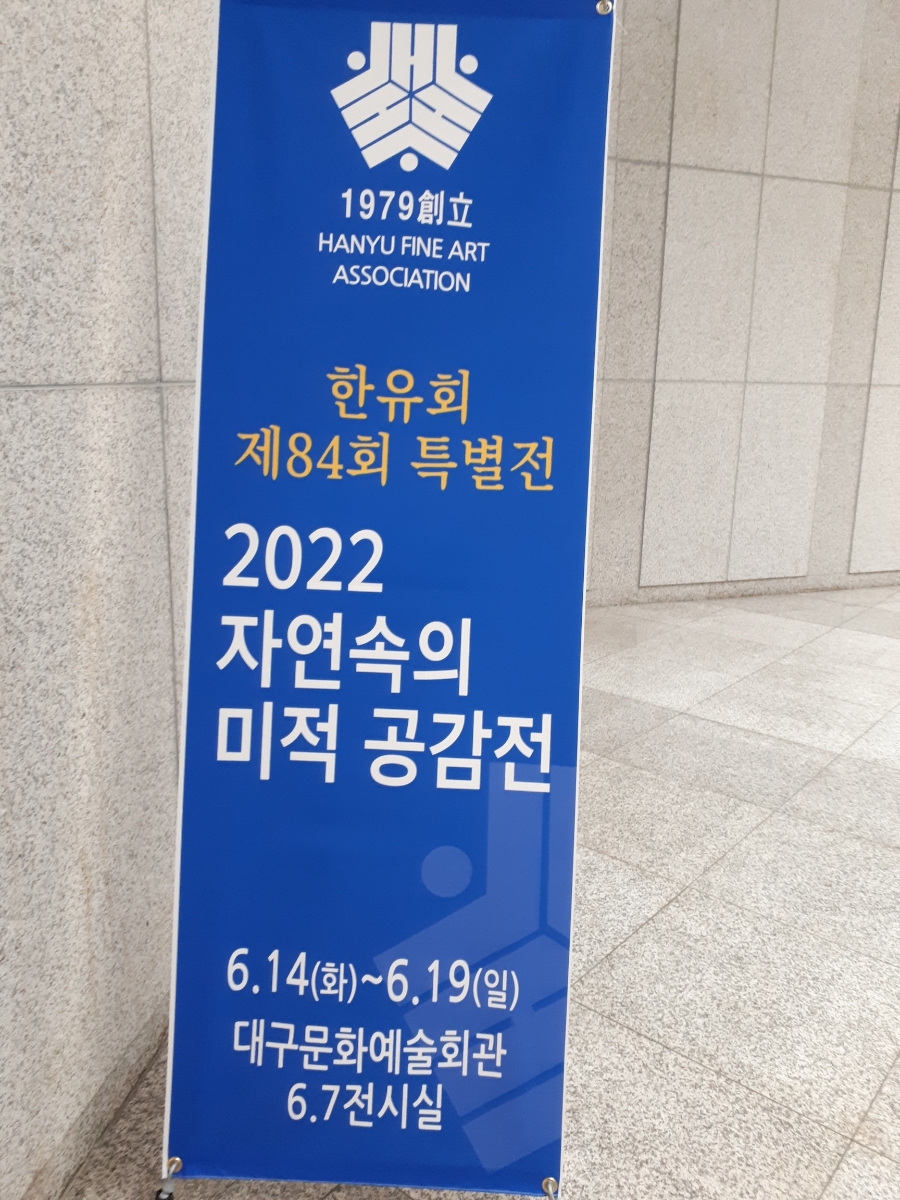 1979創立
HANYU FINE ART
ASSOCIATION
한유회
제84회 특별전
2022
자연속의
미적 공감전
6.14(화)~6.19(일)
대구문화예술회관
6.7전시실